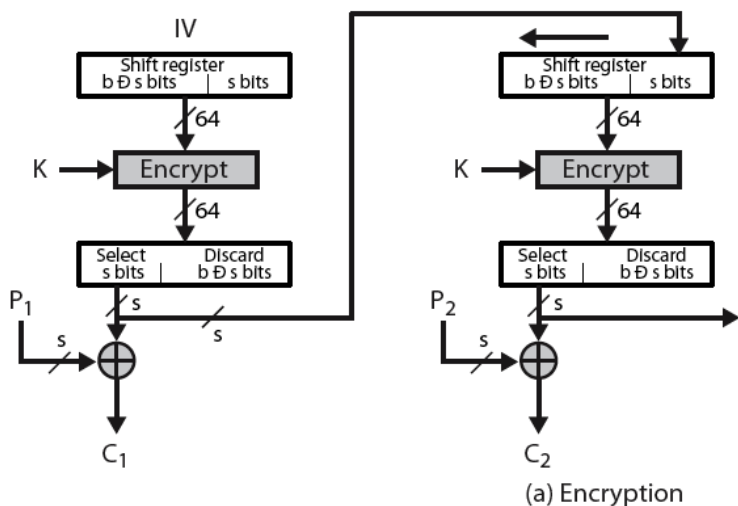 IV
Shift register
b Ð s bits | s bits
64
K
Encrypt
64
Select
s bits
Discard
b Ð s bits
s
s
P1
s
C1
Shift register
b Ð s bits | s bits
64
K
Encrypt
64
Select
s bits
Discard
b Ð s bits
s
P2
s
C2
(a) Encryption